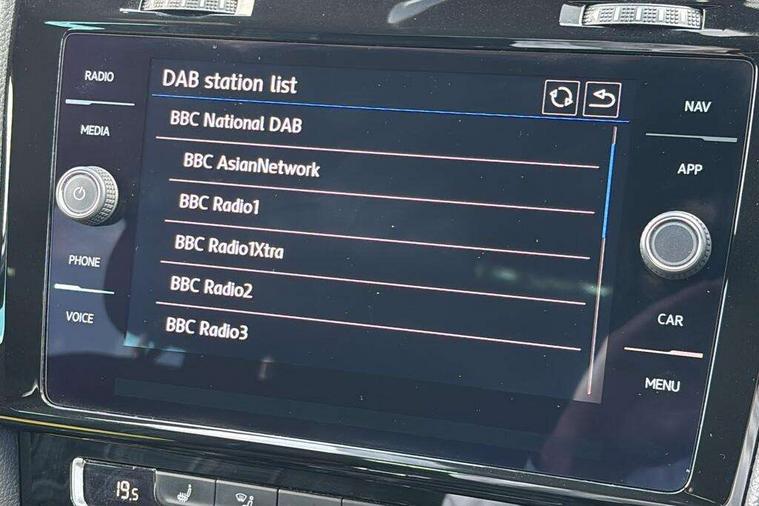 RADIO
MEDIA
PHONE
VOICE
DAB station list
BBC National DAB
BBC AsianNetwork
BBC Radio1
BBC Radio1Xtra
BBC Radio2
BBC Radio3
NAV
APP
CAR
MENU
19.5